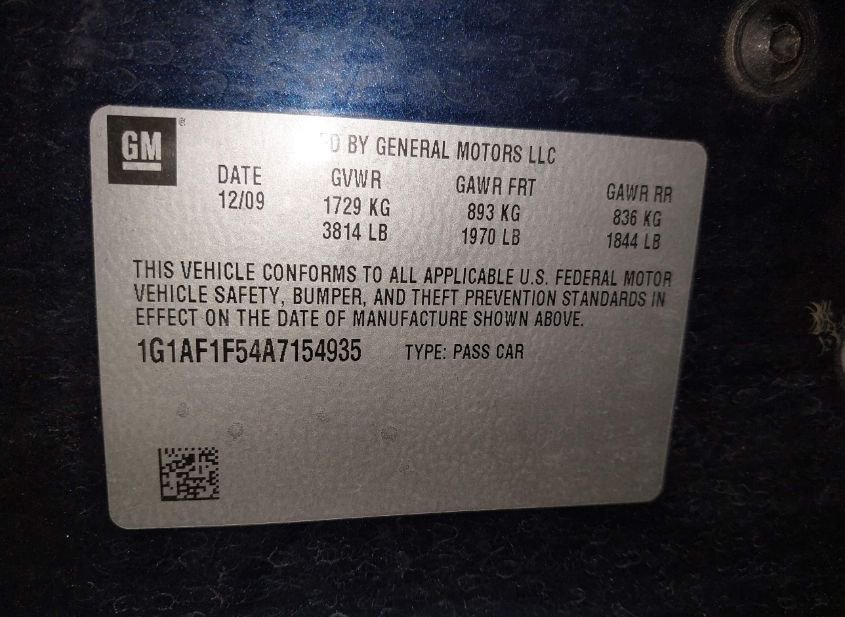 GM ®
BY GENERAL MOTORS LLC
DATE GVWR GAWR FRT GAWR RR
12/09 1729 KG 893 KG 836 KG
3814 LB 1970 LB 1844 LB
THIS VEHICLE CONFORMS TO ALL APPLICABLE U.S. FEDERAL MOTOR
VEHICLE SAFETY, BUMPER, AND THEFT PREVENTION STANDARDS IN
EFFECT ON THE DATE OF MANUFACTURE SHOWN ABOVE.
1G1AF1F54A7154935 TYPE: PASS CAR